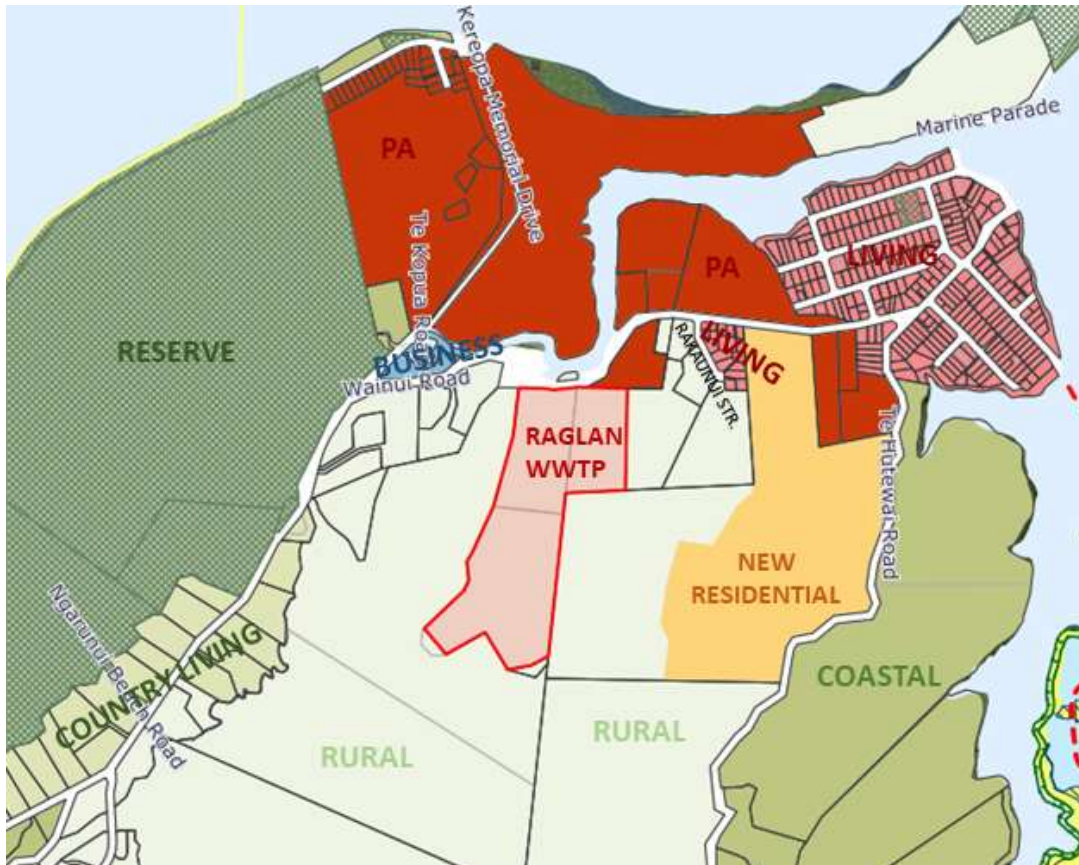 Kereopa Memorial Drive
Marine Parade
PA
Te Kopua Road
PA
LIVING
RESERVE
BUSINESS
LIVING
Wainui Road
RAKAUNUI STR.
RAGLAN
WWTP
Te Hutewai Road
NEW
RESIDENTIAL
Ngarunui Beach Road
COUNTRY LIVING
COASTAL
RURAL
RURAL